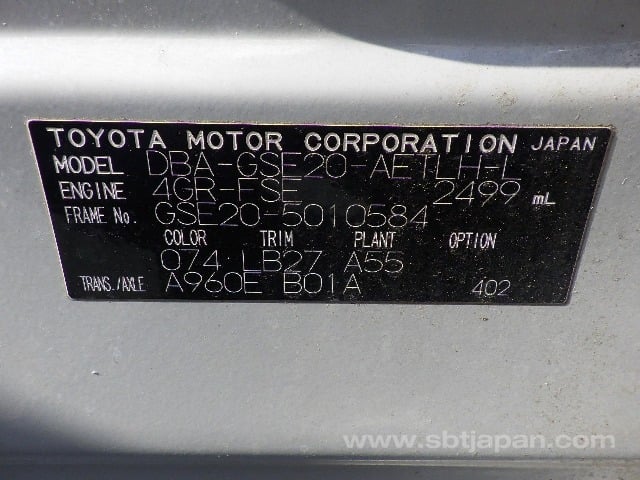 TOYOTA MOTOR CORPORATION JAPAN
MODEL DBA-GSE20-AETLH-L
ENGINE 4GR-FSE 2499 mL
FRAME No. GSE20-5010584
COLOR TRIM PLANT OPTION
074 LB27 A55
TRANS./AXLE A960E B01A 402
www.sbtjapan.com